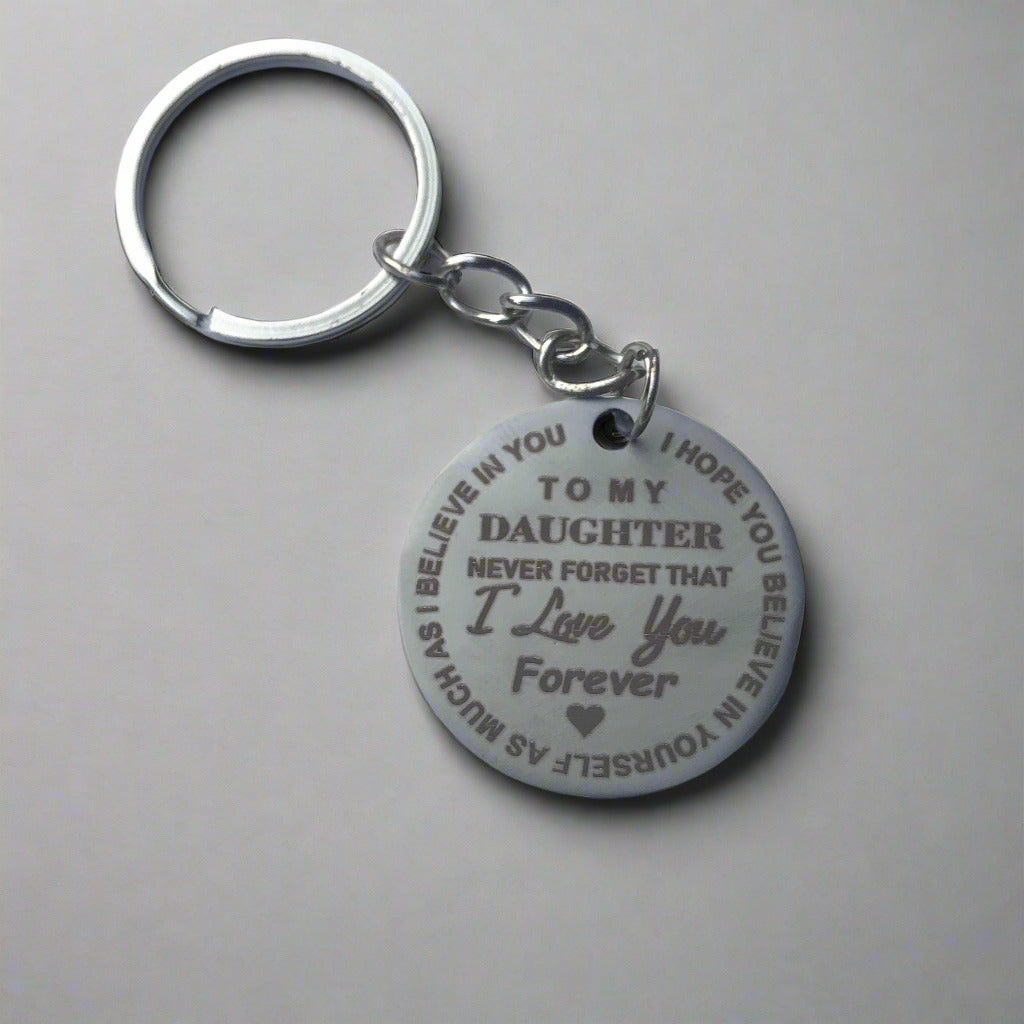 I HOPE YOU BELIEVE IN YOURSELF AS MUCH AS I BELIEVE IN YOU
TO MY
DAUGHTER
NEVER FORGET THAT
I Love You
Forever